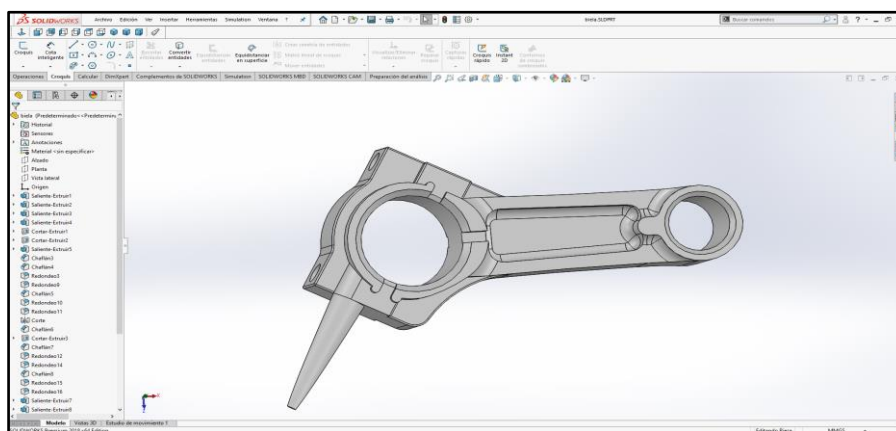 SOLIDWORKS Archivo Edición Ver Insertar Herramientas Simulation Ventana ? biela.SLDPRT Buscar comandos
Croquis Cota inteligente Recortar entidades Convertir entidades Equidistanciar entidades Equidistanciar en superficie Croquis rápido Instant 2D
Operaciones Croquis Calcular DimXpert Complementos de SOLIDWORKS Simulation SOLIDWORKS MBD SOLIDWORKS CAM Preparación del análisis
biela (Predeterminado<<Predetermin
Historial
Sensores
Anotaciones
Material <sin especificar>
Alzado
Planta
Vista lateral
Origen
Saliente-Extruir1
Saliente-Extruir2
Saliente-Extruir3
Saliente-Extruir4
Cortar-Extruir1
Cortar-Extruir2
Saliente-Extruir5
Chaflán3
Chaflán4
Redondeo3
Redondeo9
Chaflán5
Redondeo10
Redondeo11
Corte
Chaflán6
Cortar-Extruir3
Chaflán7
Redondeo12
Redondeo14
Chaflán8
Redondeo15
Redondeo16
Saliente-Extruir7
Saliente-Extruir8
Modelo Vistas 3D Estudio de movimiento 1
Editando Pieza MMGS